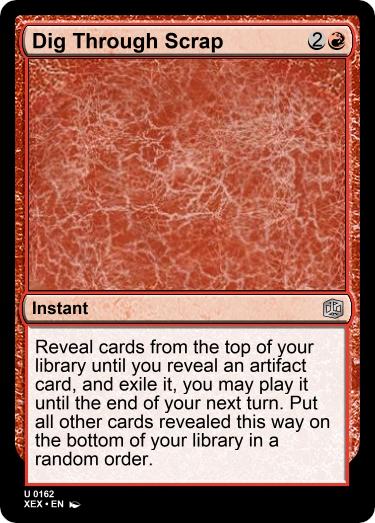 Dig Through Scrap 2
Instant
Reveal cards from the top of your
library until you reveal an artifact
card, and exile it, you may play it
until the end of your next turn. Put
all other cards revealed this way on
the bottom of your library in a
random order.
U 0162
XEX • EN